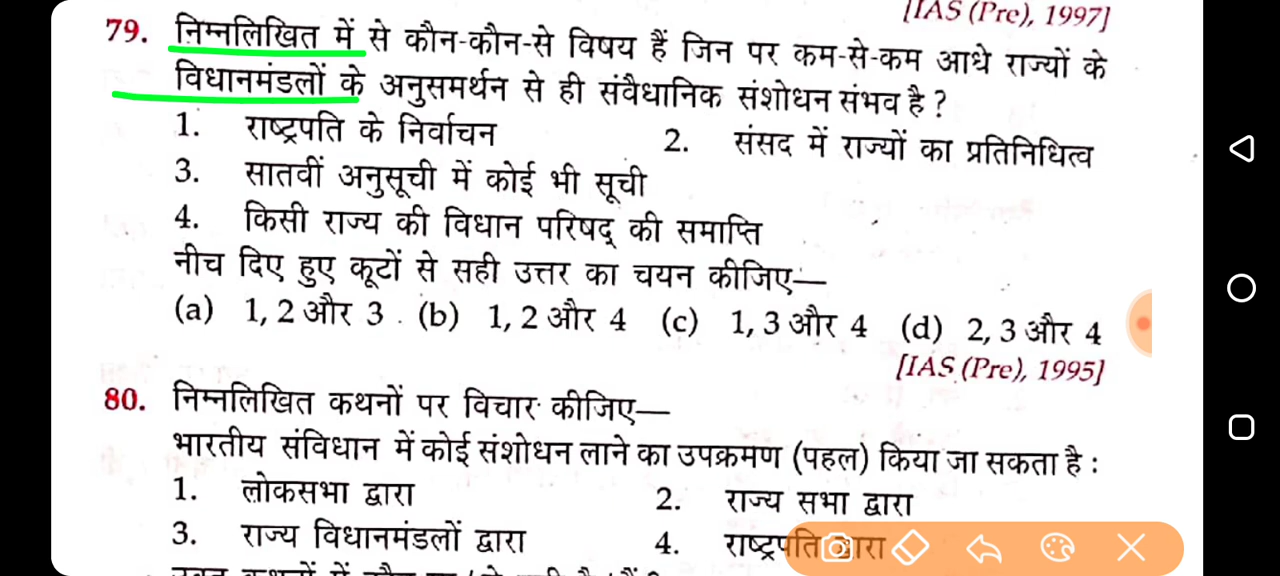 [IAS (Pre), 1997]
79. निम्नलिखित में से कौन-कौन-से विषय हैं जिन पर कम-से-कम आधे राज्यों के
विधानमंडलों के अनुसमर्थन से ही संवैधानिक संशोधन संभव है ?
1. राष्ट्रपति के निर्वाचन 2. संसद में राज्यों का प्रतिनिधित्व
3. सातवीं अनुसूची में कोई भी सूची
4. किसी राज्य की विधान परिषद् की समाप्ति
नीच दिए हुए कूटों से सही उत्तर का चयन कीजिए—
(a) 1, 2 और 3 (b) 1, 2 और 4 (c) 1, 3 और 4 (d) 2, 3 और 4
[IAS (Pre), 1995]
80. निम्नलिखित कथनों पर विचार कीजिए—
भारतीय संविधान में कोई संशोधन लाने का उपक्रमण (पहल) किया जा सकता है :
1. लोकसभा द्वारा 2. राज्य सभा द्वारा
3. राज्य विधानमंडलों द्वारा 4. राष्ट्रपति द्वारा